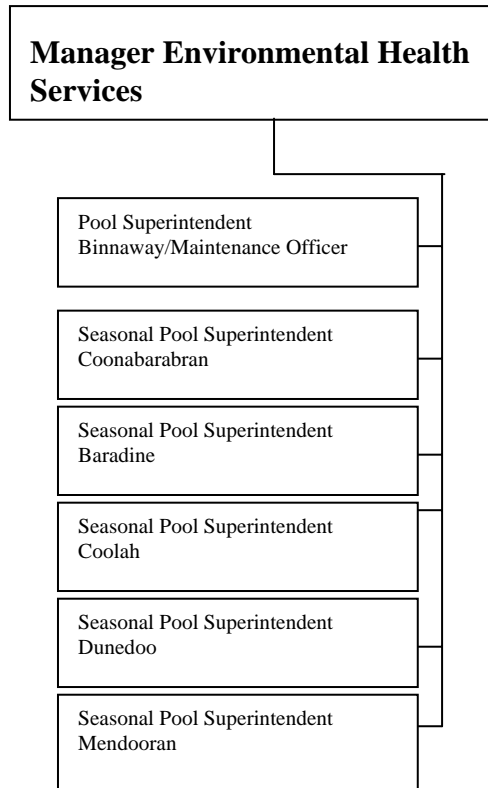 Manager Environmental Health
Services
Pool Superintendent
Binnaway/Maintenance Officer
Seasonal Pool Superintendent
Coonabarabran
Seasonal Pool Superintendent
Baradine
Seasonal Pool Superintendent
Coolah
Seasonal Pool Superintendent
Dunedoo
Seasonal Pool Superintendent
Mendooran